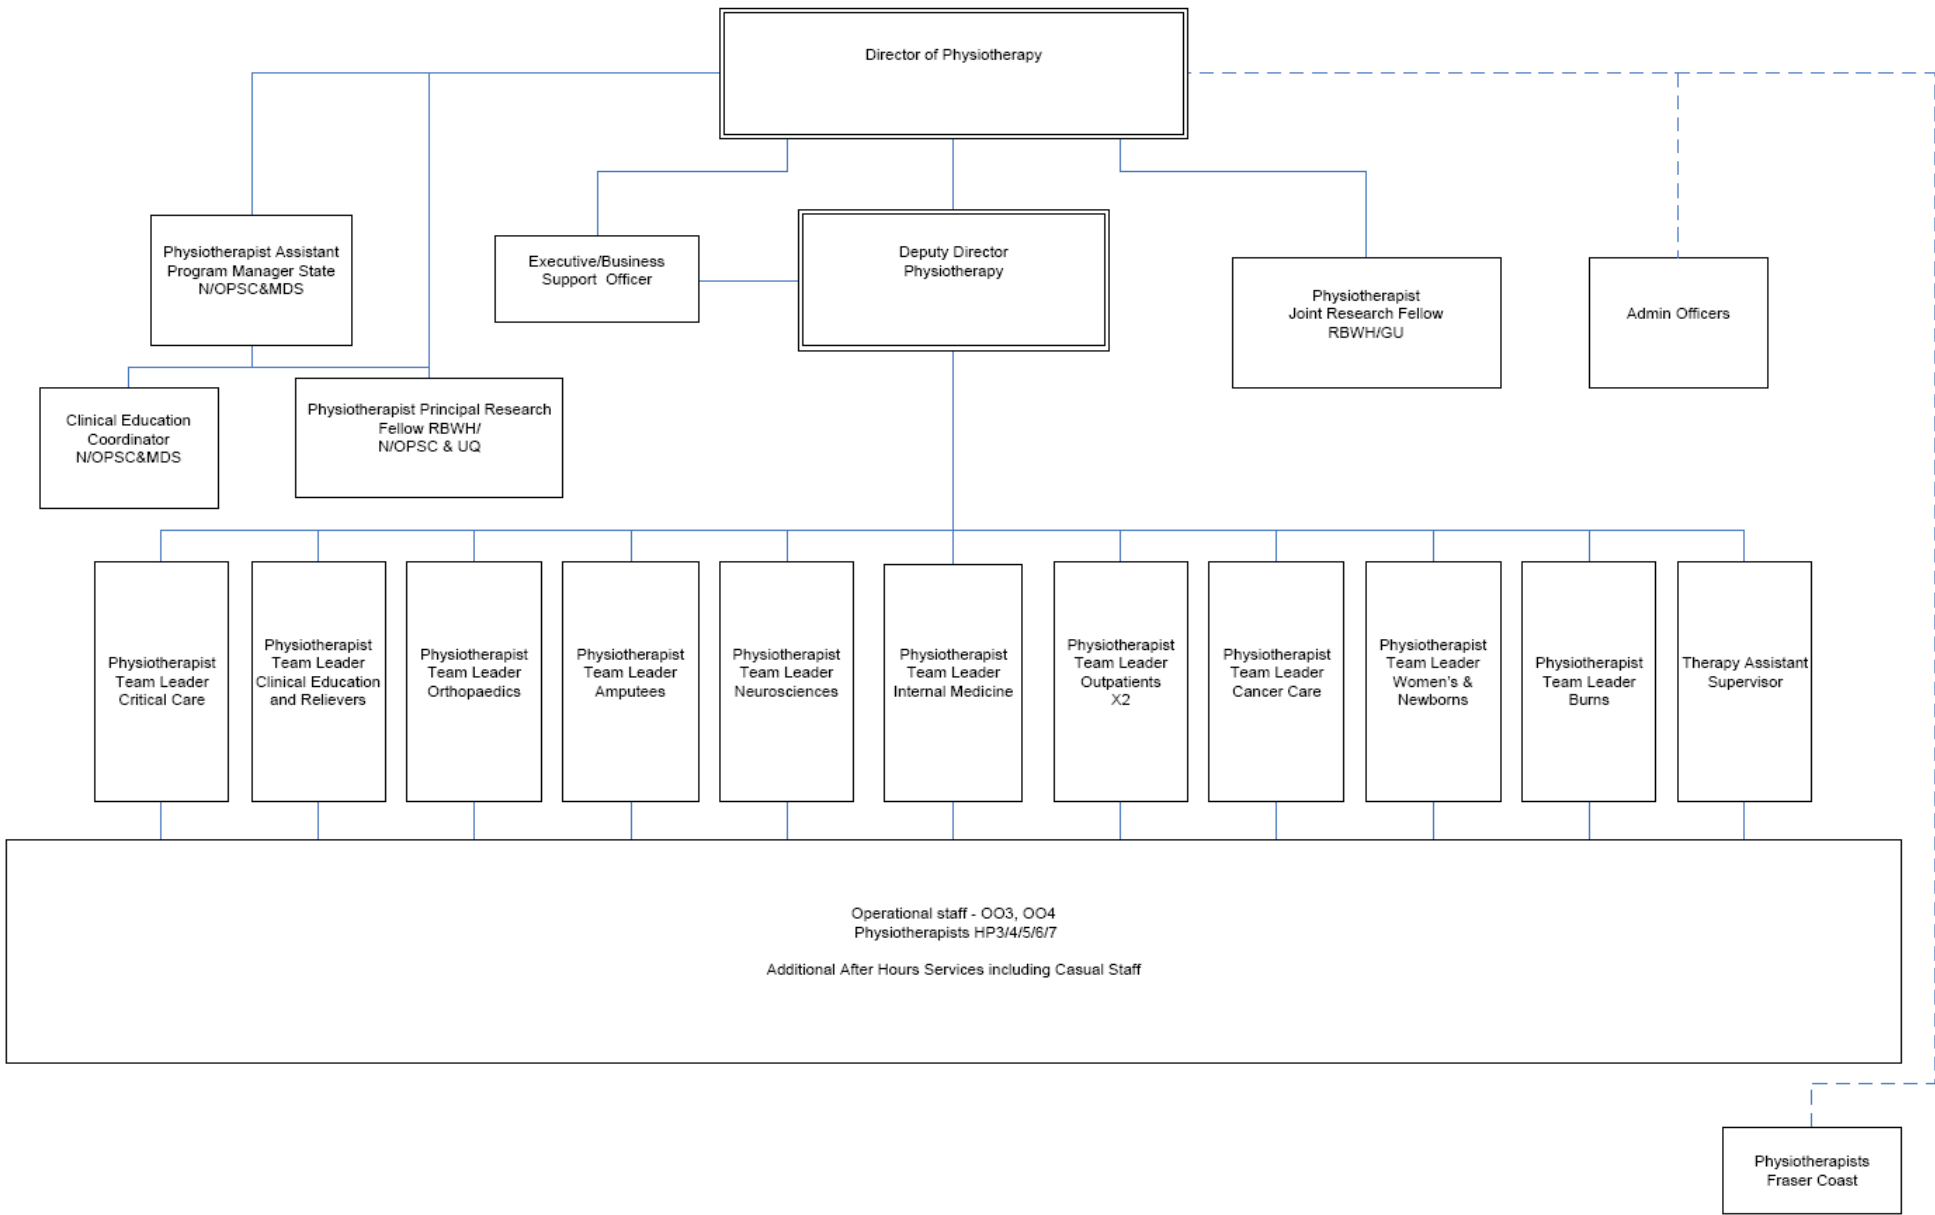 Director of Physiotherapy
Physiotherapist Assistant
Program Manager State
N/OPSC&MDS
Executive/Business
Support Officer
Deputy Director
Physiotherapy
Physiotherapist
Joint Research Fellow
RBWH/GU
Admin Officers
Clinical Education
Coordinator
N/OPSC&MDS
Physiotherapist Principal Research
Fellow RBWH/
N/OPSC & UQ
Physiotherapist
Team Leader
Critical Care
Physiotherapist
Team Leader
Clinical Education
and Relievers
Physiotherapist
Team Leader
Orthopaedics
Physiotherapist
Team Leader
Amputees
Physiotherapist
Team Leader
Neurosciences
Physiotherapist
Team Leader
Internal Medicine
Physiotherapist
Team Leader
Outpatients
X2
Physiotherapist
Team Leader
Cancer Care
Physiotherapist
Team Leader
Women's &
Newborns
Physiotherapist
Team Leader
Burns
Therapy Assistant
Supervisor
Operational staff - OO3, OO4
Physiotherapists HP3/4/5/6/7
Additional After Hours Services including Casual Staff
Physiotherapists
Fraser Coast